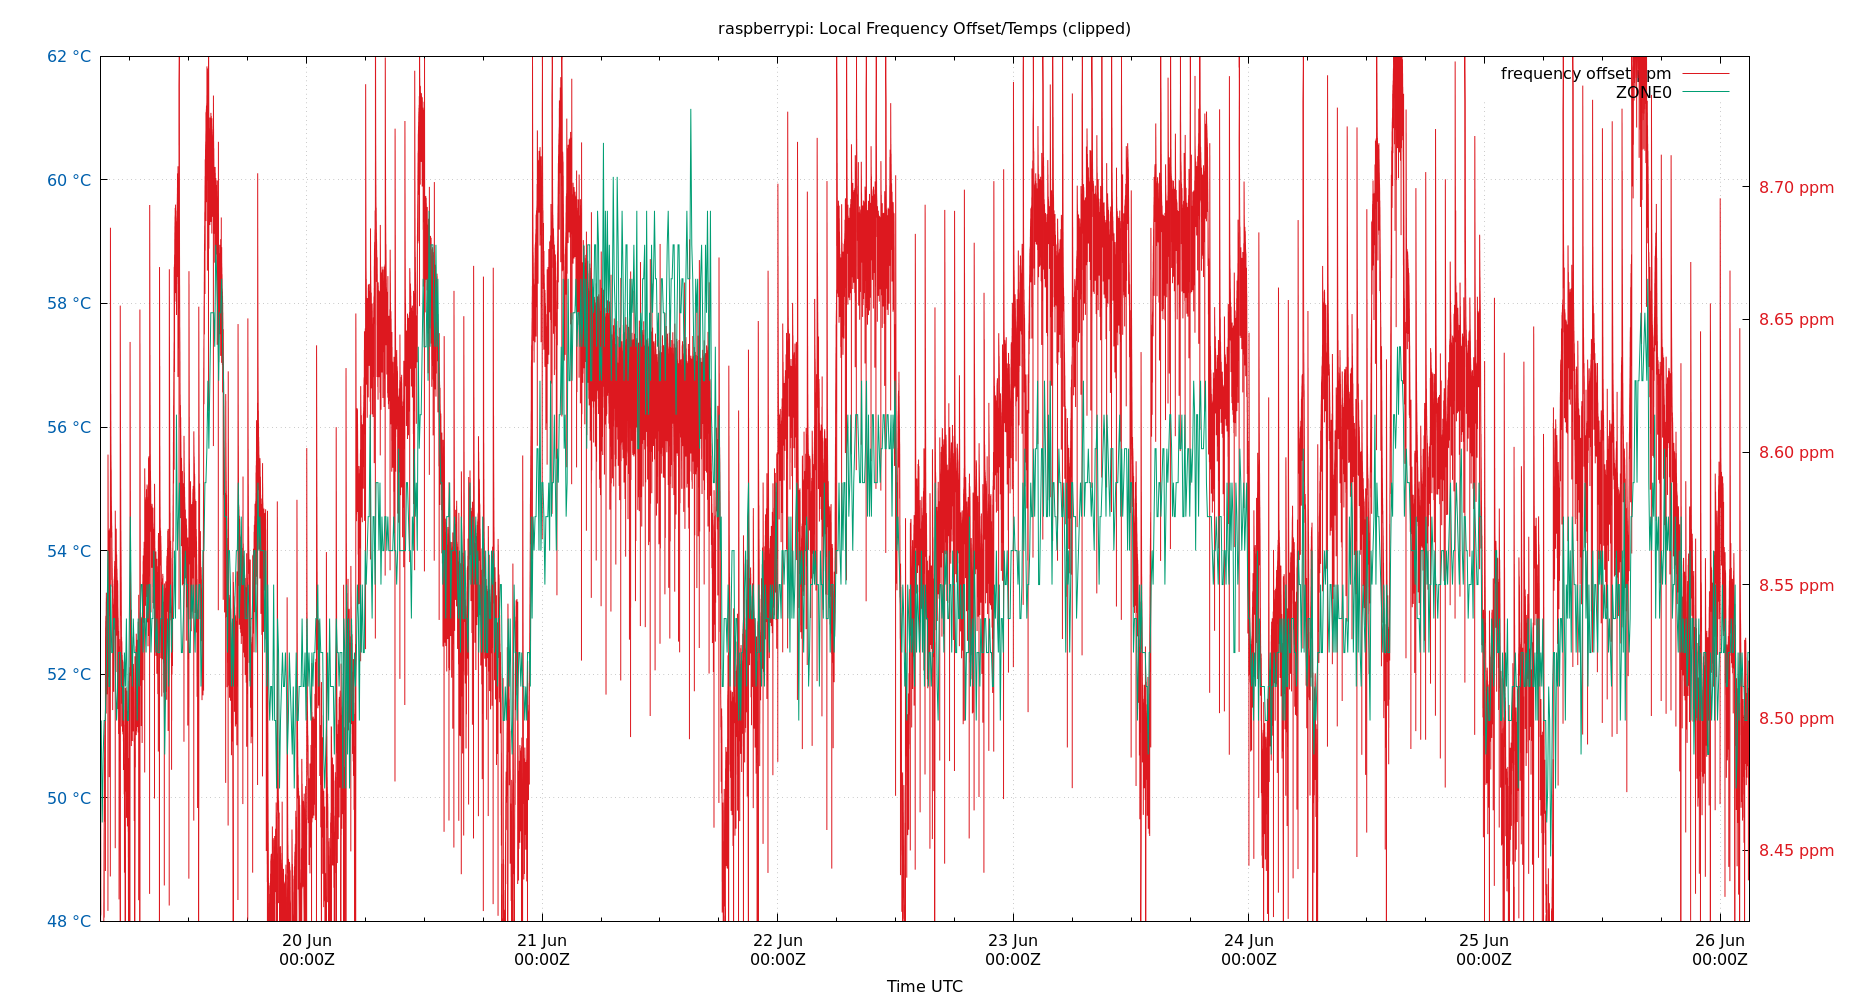 raspberrypi: Local Frequency Offset/Temps (clipped)
62 °C
60 °C
58 °C
56 °C
54 °C
52 °C
50 °C
48 °C
frequency offset ppm
ZONE0
8.70 ppm
8.65 ppm
8.60 ppm
8.55 ppm
8.50 ppm
8.45 ppm
20 Jun 21 Jun 22 Jun 23 Jun 24 Jun 25 Jun 26 Jun
00:00Z 00:00Z 00:00Z 00:00Z 00:00Z 00:00Z 00:00Z
Time UTC